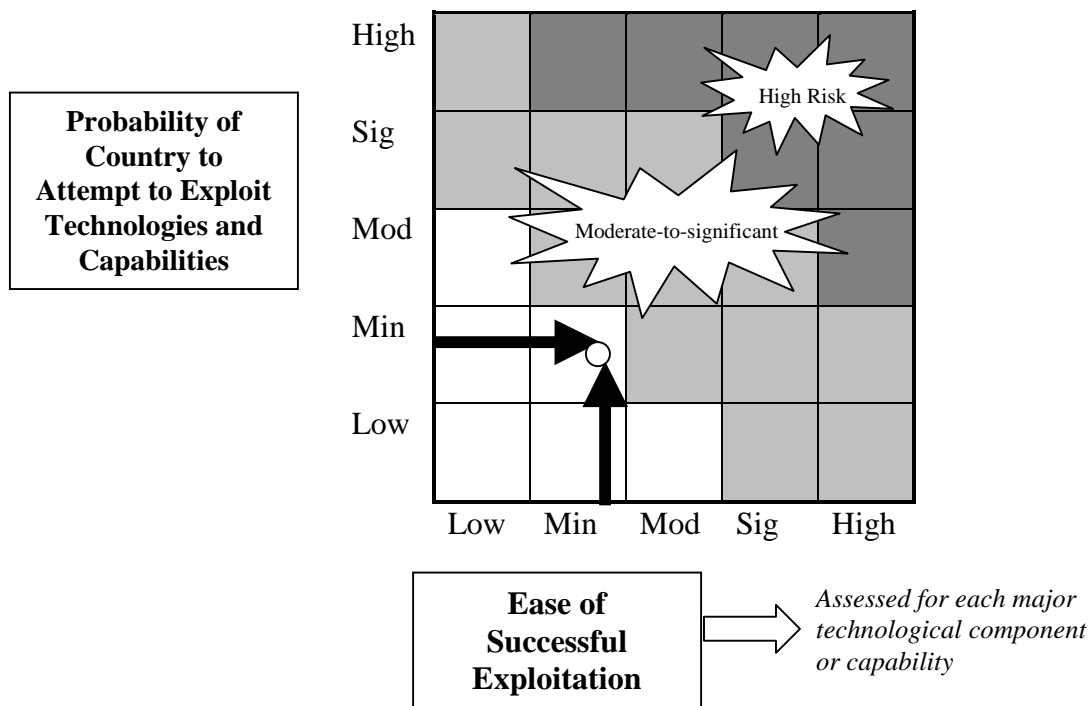 High
High Risk
Probability of
Country to
Attempt to Exploit
Technologies and
Capabilities
Sig
Mod
Moderate-to-significant
Min
Low
Low Min Mod Sig High
Ease of
Successful
Exploitation
Assessed for each major
technological component
or capability